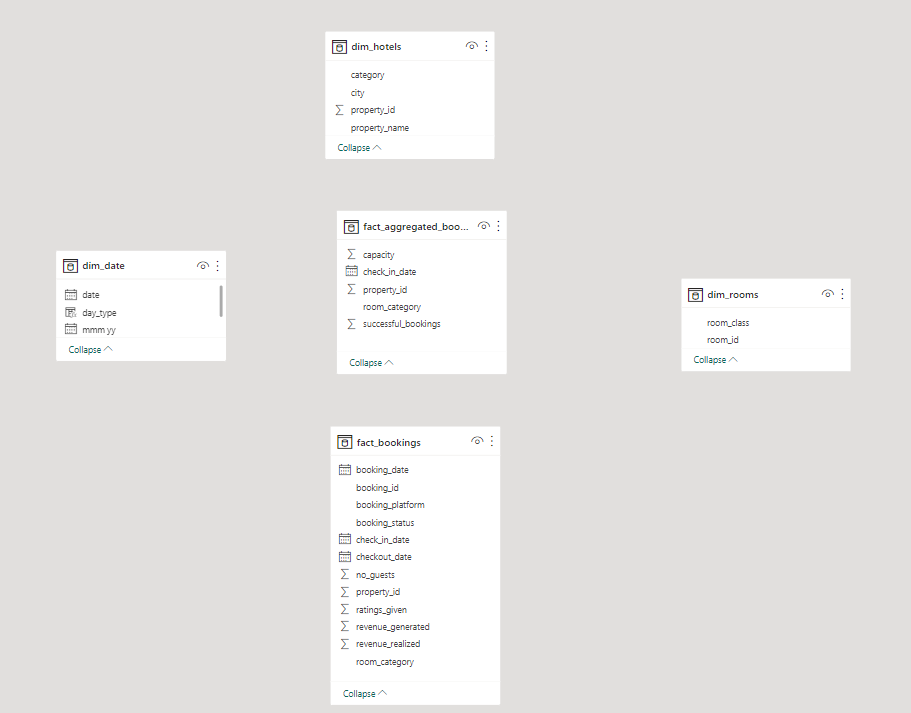 dim_hotels
category
city
property_id
property_name
Collapse
fact_aggregated_boo...
capacity
check_in_date
property_id
room_category
successful_bookings
Collapse
dim_date
date
day_type
mmm yy
Collapse
dim_rooms
room_class
room_id
Collapse
fact_bookings
booking_date
booking_id
booking_platform
booking_status
check_in_date
checkout_date
no_guests
property_id
ratings_given
revenue_generated
revenue_realized
room_category
Collapse